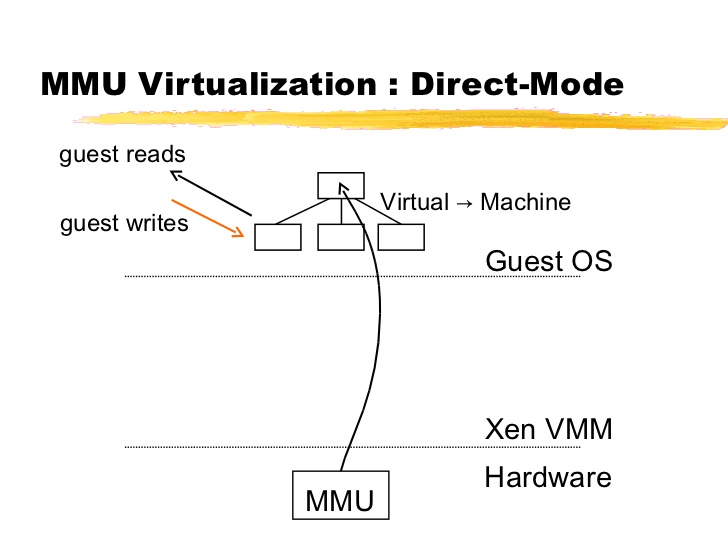 MMU Virtualization : Direct-Mode
guest reads
Virtual → Machine
guest writes
Guest OS
Xen VMM
Hardware
MMU